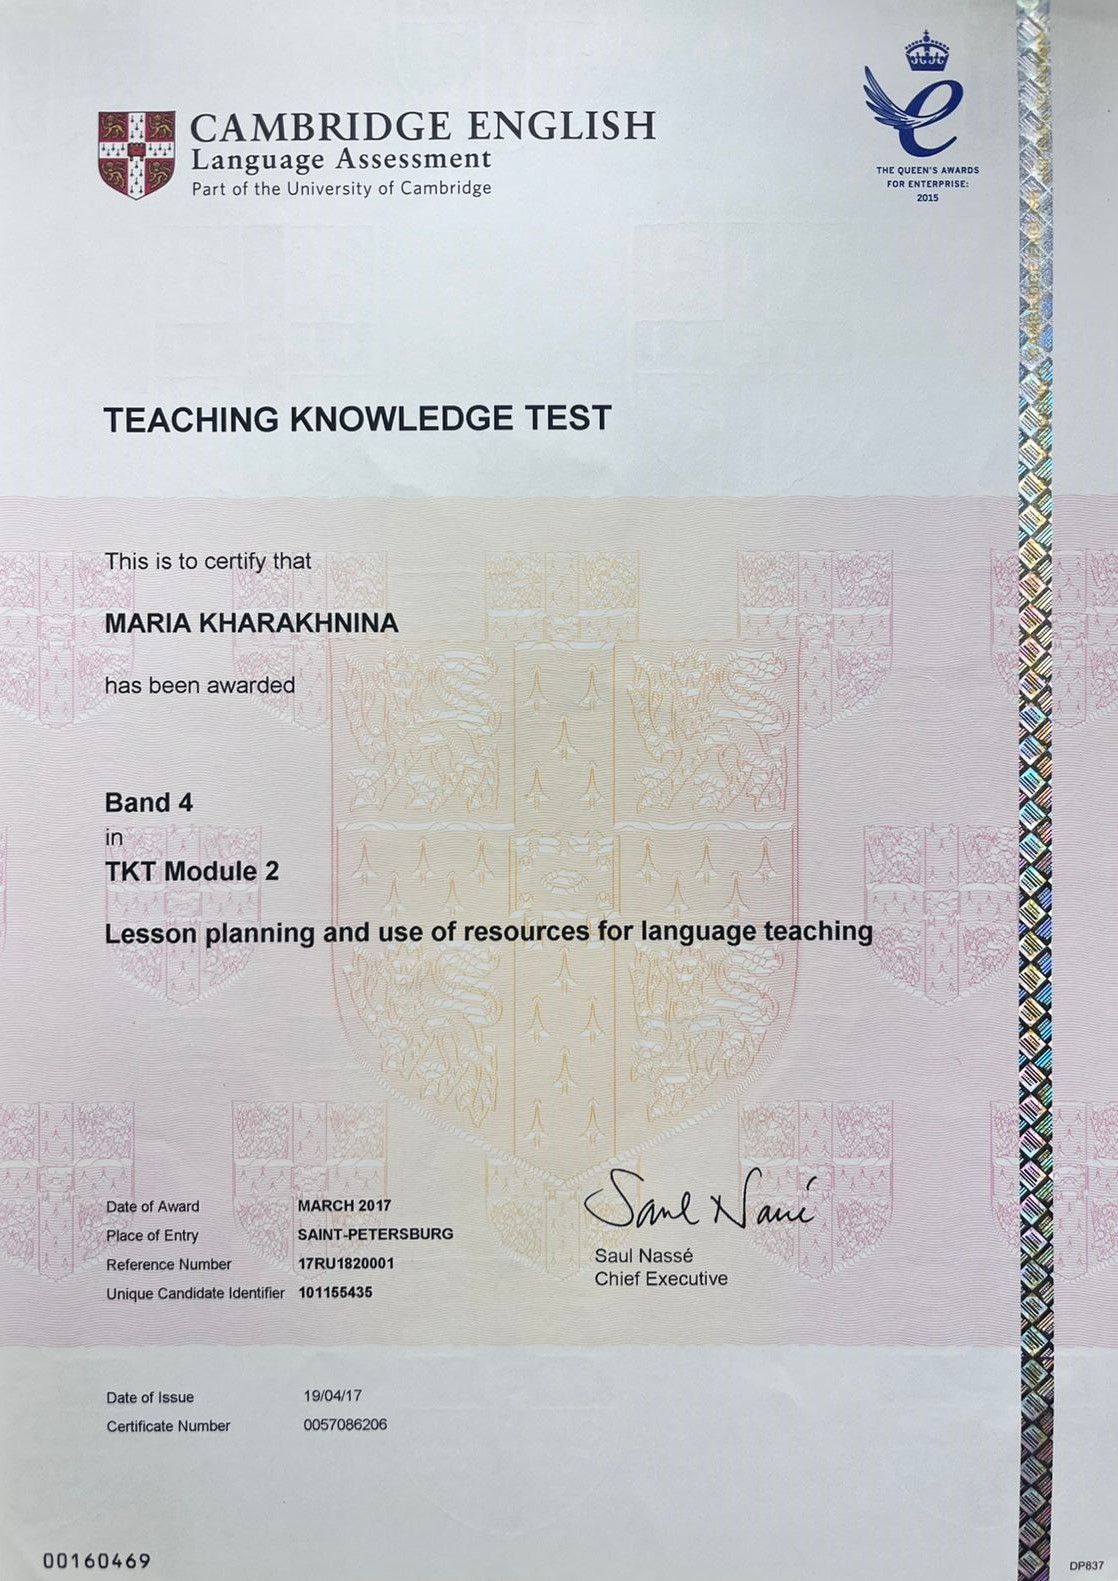 CAMBRIDGE ENGLISH
Language Assessment
Part of the University of Cambridge
THE QUEEN'S AWARDS
FOR ENTERPRISE:
2015
TEACHING KNOWLEDGE TEST
This is to certify that
MARIA KHARAKHNINA
has been awarded
Band 4
in
TKT Module 2
Lesson planning and use of resources for language teaching
Date of Award MARCH 2017
Place of Entry SAINT-PETERSBURG
Reference Number 17RU1820001
Unique Candidate Identifier 101155435
Saul Nassé
Saul Nassé
Chief Executive
Date of Issue 19/04/17
Certificate Number 0057086206
00160469
DP837